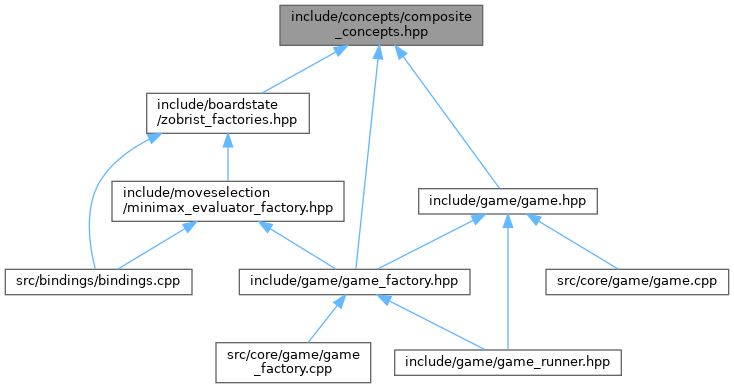 include/concepts/composite
_concepts.hpp
include/boardstate
/zobrist_factories.hpp
include/moveselection
/minimax_evaluator_factory.hpp
include/game/game.hpp
src/bindings/bindings.cpp
include/game/game_factory.hpp
src/core/game/game.cpp
src/core/game/game
_factory.cpp
include/game/game_runner.hpp